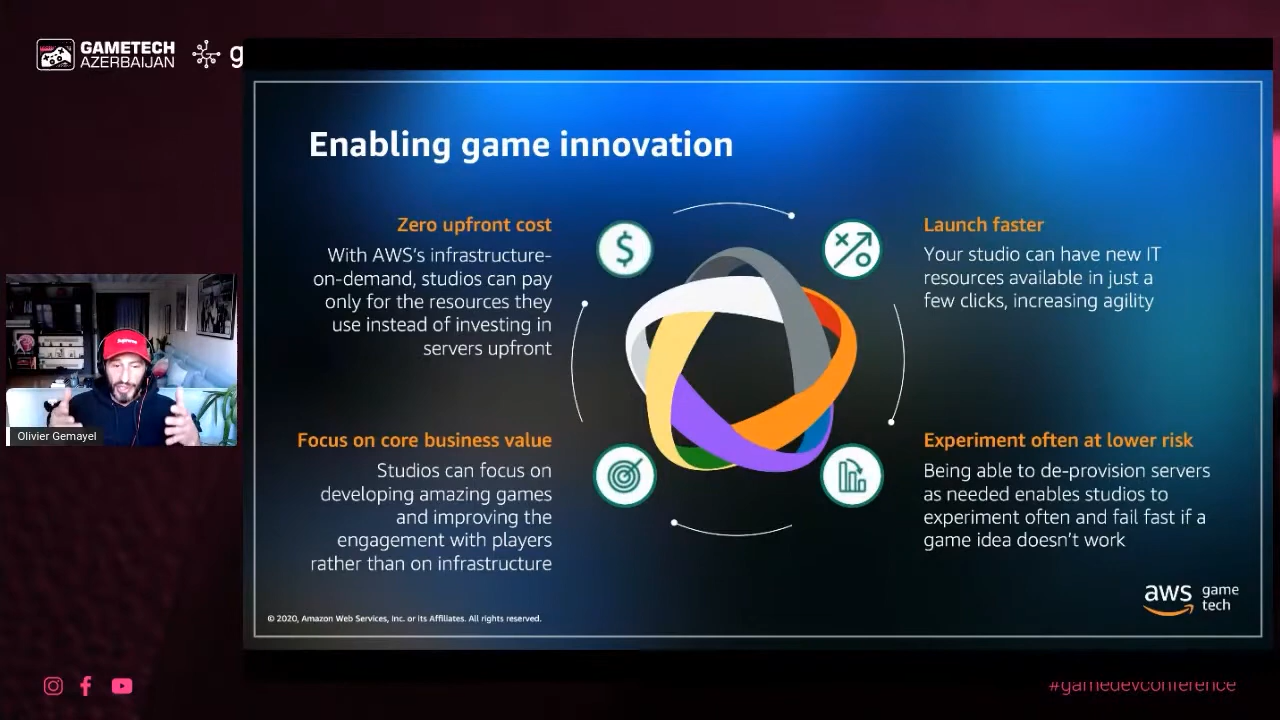 GAMETECH
AZERBAIJAN
g
Enabling game innovation
Zero upfront cost
With AWS's infrastructure-
on-demand, studios can pay
only for the resources they
use instead of investing in
servers upfront
Launch faster
Your studio can have new IT
resources available in just a
few clicks, increasing agility
Focus on core business value
Studios can focus on
developing amazing games
and improving the
engagement with players
rather than on infrastructure
Experiment often at lower risk
Being able to de-provision servers
as needed enables studios to
experiment often and fail fast if a
game idea doesn't work
Olivier Gemayel
© 2020, Amazon Web Services, Inc. or its Affiliates. All rights reserved.
aws game
tech
#gamedevconference